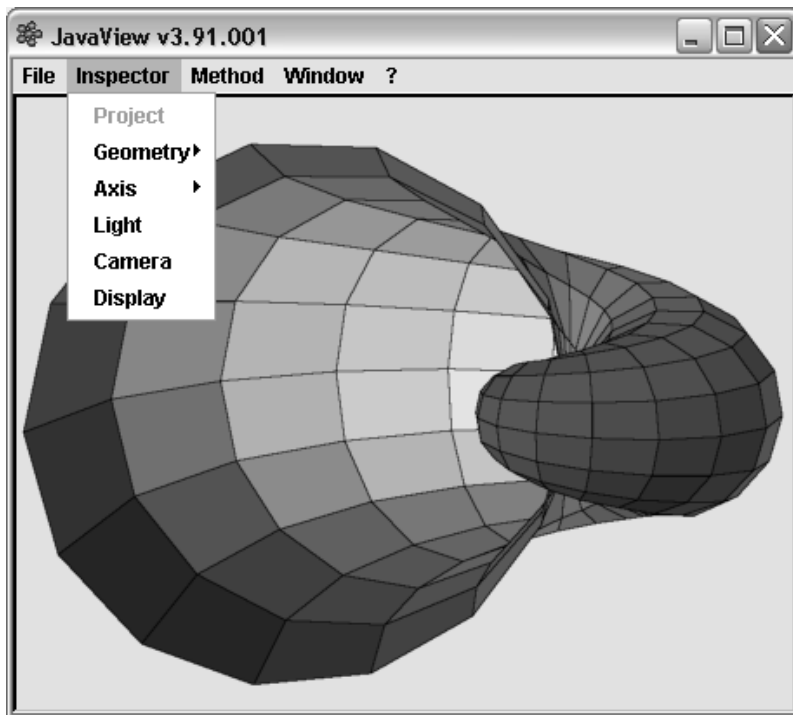 JavaView v3.91.001
File Inspector Method Window ?
Project
Geometry
Axis
Light
Camera
Display